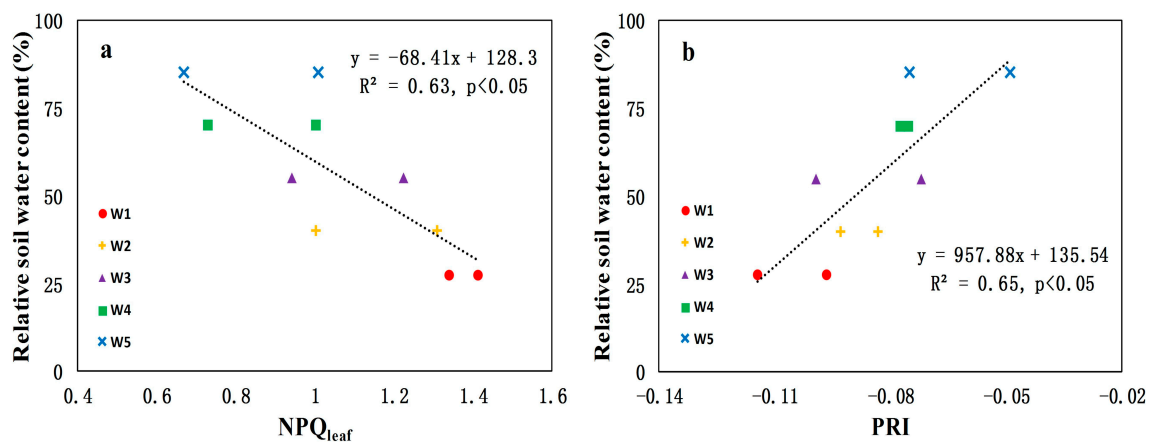 a
y = −68.41x + 128.3
R² = 0.63, p<0.05
Relative soil water content (%)
100
75
50
25
0
W1
W2
W3
W4
W5
0.4 0.6 0.8 1 1.2 1.4 1.6
NPQleaf
b
y = 957.88x + 135.54
R² = 0.65, p<0.05
Relative soil water content (%)
100
75
50
25
0
W1
W2
W3
W4
W5
−0.14 −0.11 −0.08 −0.05 −0.02
PRI